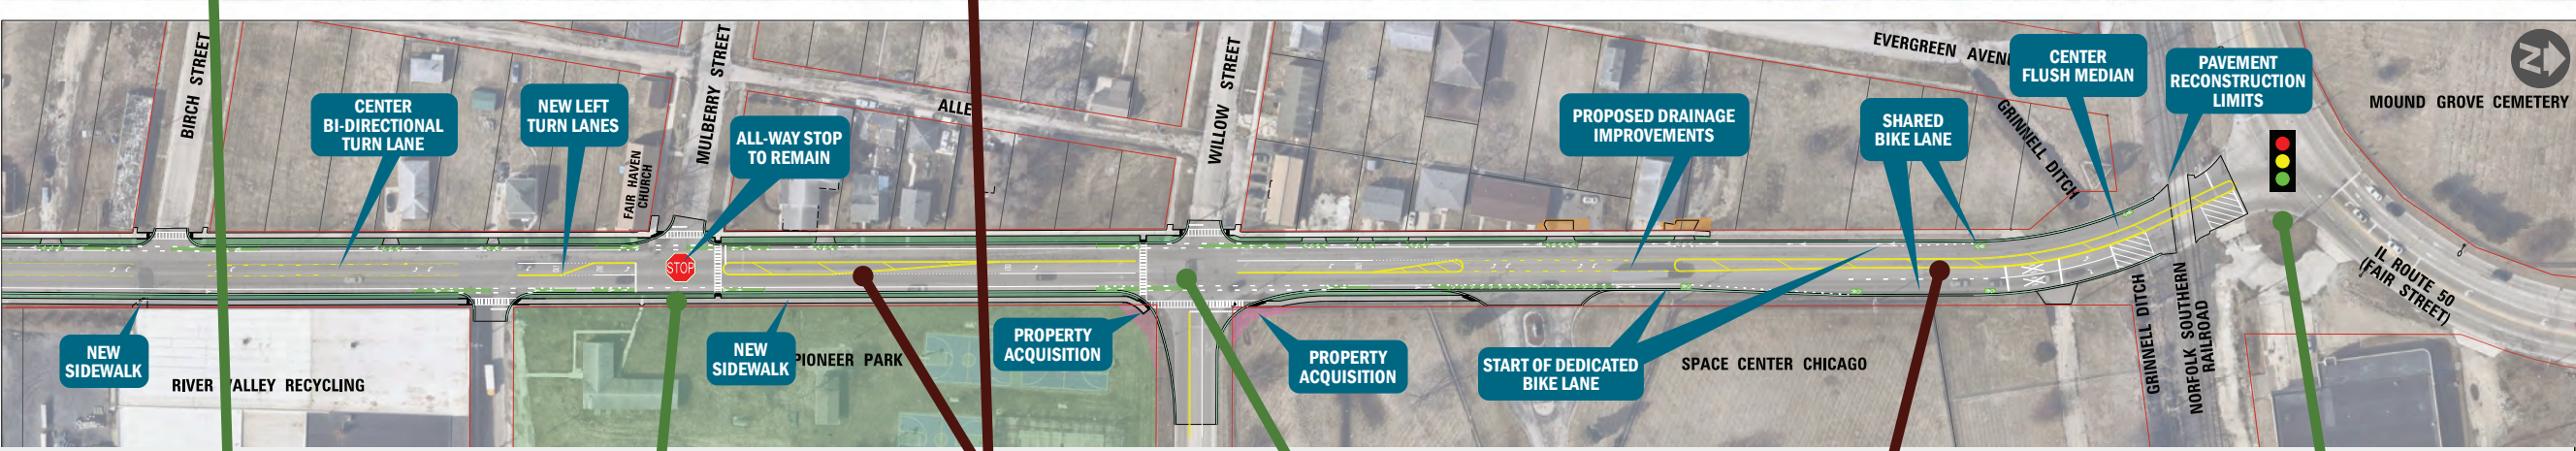 BIRCH STREET
CENTER
BI-DIRECTIONAL
TURN LANE
NEW LEFT
TURN LANES
FAIR HAVEN
CHURCH
MULBERRY STREET
ALL-WAY STOP
TO REMAIN
STOP
ALLE
WILLOW STREET
PROPOSED DRAINAGE
IMPROVEMENTS
SHARED
BIKE LANE
EVERGREEN AVENU
GRINNELL DITCH
CENTER
FLUSH MEDIAN
PAVEMENT
RECONSTRUCTION
LIMITS
N
MOUND GROVE CEMETERY
NEW
SIDEWALK
RIVER VALLEY RECYCLING
NEW
SIDEWALK
PIONEER PARK
PROPERTY
ACQUISITION
PROPERTY
ACQUISITION
START OF DEDICATED
BIKE LANE
SPACE CENTER CHICAGO
GRINNELL DITCH
NORFOLK SOUTHERN
RAILROAD
IL ROUTE 50
(FAIR STREET)